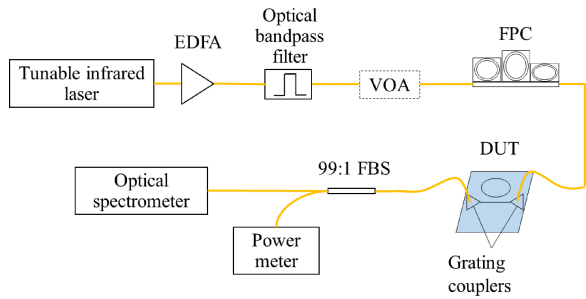 Tunable infrared
laser
EDFA
Optical
bandpass
filter
VOA
FPC
Optical
spectrometer
99:1 FBS
Power
meter
DUT
Grating
couplers